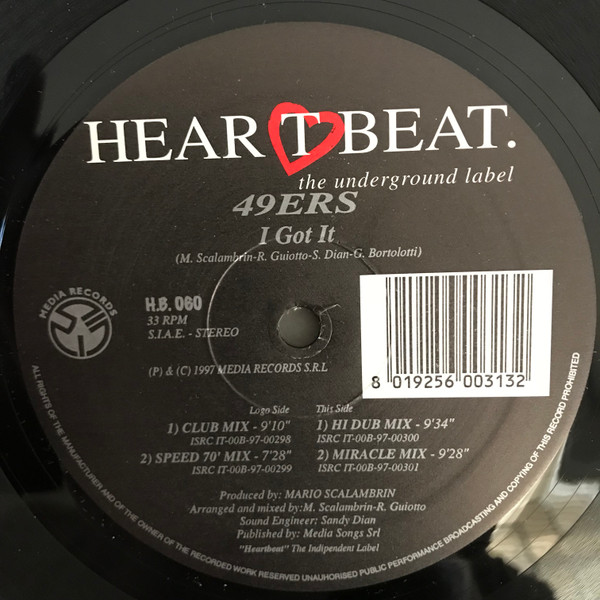 HEARTBEAT.
the underground label
49ERS
I Got It
(M. Scalambrin-R. Guiotto-S. Dian-G. Bortolotti)
MEDIA RECORDS
H.B. 060
33 RPM
S.I.A.E. - STEREO
8 019256 003132
(P) & (C) 1997 MEDIA RECORDS S.R.L
Logo Side
1) CLUB MIX - 9'10"
ISRC IT-00B-97-00298
2) SPEED 70' MIX - 7'28"
ISRC IT-00B-97-00299
This Side
1) HI DUB MIX - 9'34"
ISRC IT-00B-97-00300
2) MIRACLE MIX - 9'28"
ISRC IT-00B-97-00301
Produced by: MARIO SCALAMBRIN
Arranged and mixed by:M. Scalambrin-R. Guiotto
Sound Engineer: Sandy Dian
Published by: Media Songs Srl
"Heartbeat" The Indipendent Label
ALL RIGHTS OF THE MANUFACTURER AND OF THE OWNER OF THE RECORDED WORK RESERVED UNAUHORISED PUBLIC PERFORMANCE BROADCASTING AND COPYING OF THIS RECORD PROHIBITED